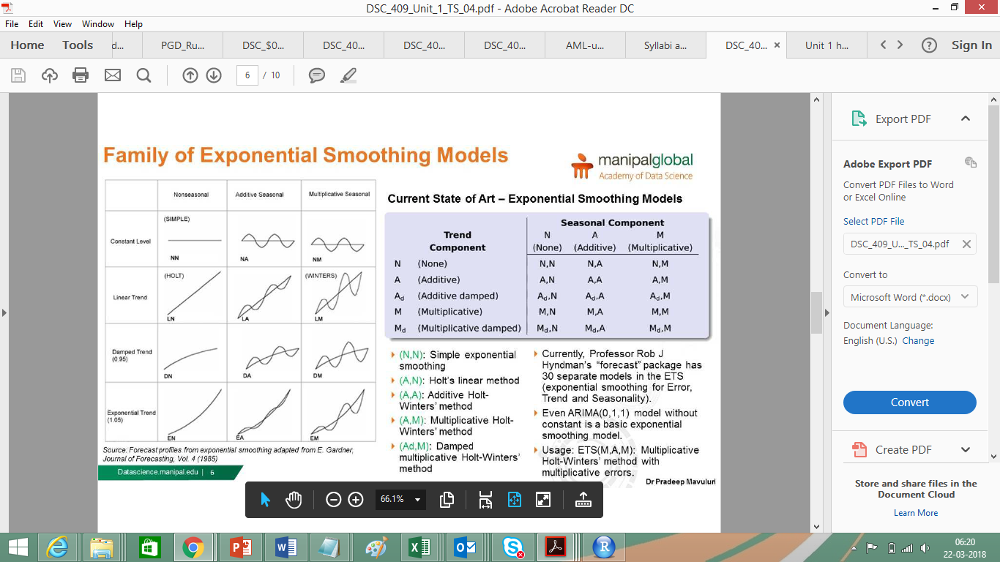 DSC_409_Unit_1_TS_04.pdf - Adobe Acrobat Reader DC
File Edit View Window Help
Home Tools d... PGD_Ru... DSC_$0... DSC_40... DSC_40... DSC_40... AML-u... Syllabi a... DSC_40... × Unit 1 h... Sign In
6 / 10
Family of Exponential Smoothing Models
manipalglobal
Academy of Data Science
Nonseasonal Additive Seasonal Multiplicative Seasonal
Constant Level
(SIMPLE)
NN NA NM
Linear Trend
(HOLT) (WINTERS)
LN LA LM
Damped Trend
(0.95)
DN DA DM
Exponential Trend
(1.05)
EN EA EM
Source: Forecast profiles from exponential smoothing adapted from E. Gardner,
Journal of Forecasting, Vol. 4 (1985)
Current State of Art – Exponential Smoothing Models
Seasonal Component
Trend N A M
Component (None) (Additive) (Multiplicative)
N (None) N,N N,A N,M
A (Additive) A,N A,A A,M
Ad (Additive damped) Ad,N Ad,A Ad,M
M (Multiplicative) M,N M,A M,M
Md (Multiplicative damped) Md,N Md,A Md,M
(N,N): Simple exponential
smoothing
(A,N): Holt's linear method
(A,A): Additive Holt-
Winters' method
(A,M): Multiplicative Holt-
Winters' method
(Ad,M): Damped
multiplicative Holt-Winters'
method
Currently, Professor Rob J
Hyndman's “forecast” package has
30 separate models in the ETS
(exponential smoothing for Error,
Trend and Seasonality).
Even ARIMA(0,1,1) model without
constant is a basic exponential
smoothing model.
Usage: ETS(M,A,M): Multiplicative
Holt-Winters' method with
multiplicative errors.
Dr Pradeep Mavuluri
Datascience.manipal.edu | 6
66.1%
Export PDF
Adobe Export PDF
Convert PDF Files to Word
or Excel Online
Select PDF File
DSC_409_U..._TS_04.pdf
Convert to
Microsoft Word (*.docx)
Document Language:
English (U.S.) Change
Convert
Create PDF
Store and share files in the
Document Cloud
Learn More
06:20
22-03-2018